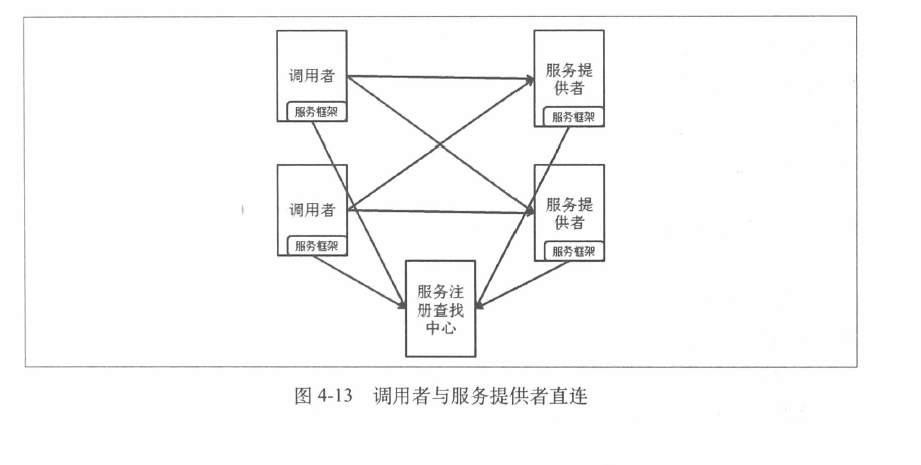 调用者
服务框架
服务提
供者
服务框架
调用者
服务框架
服务提
供者
服务框架
服务注
册查找
中心
图 4-13 调用者与服务提供者直连